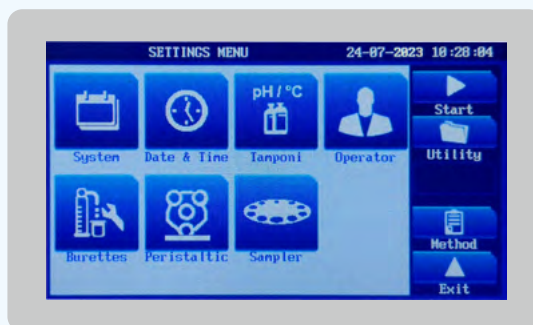 SETTINGS MENU 24-07-2023 10:28:04
pH / °C
System Date & Time Tamponi Operator
Burettes Peristaltic Sampler
Start
Utility
Method
Exit